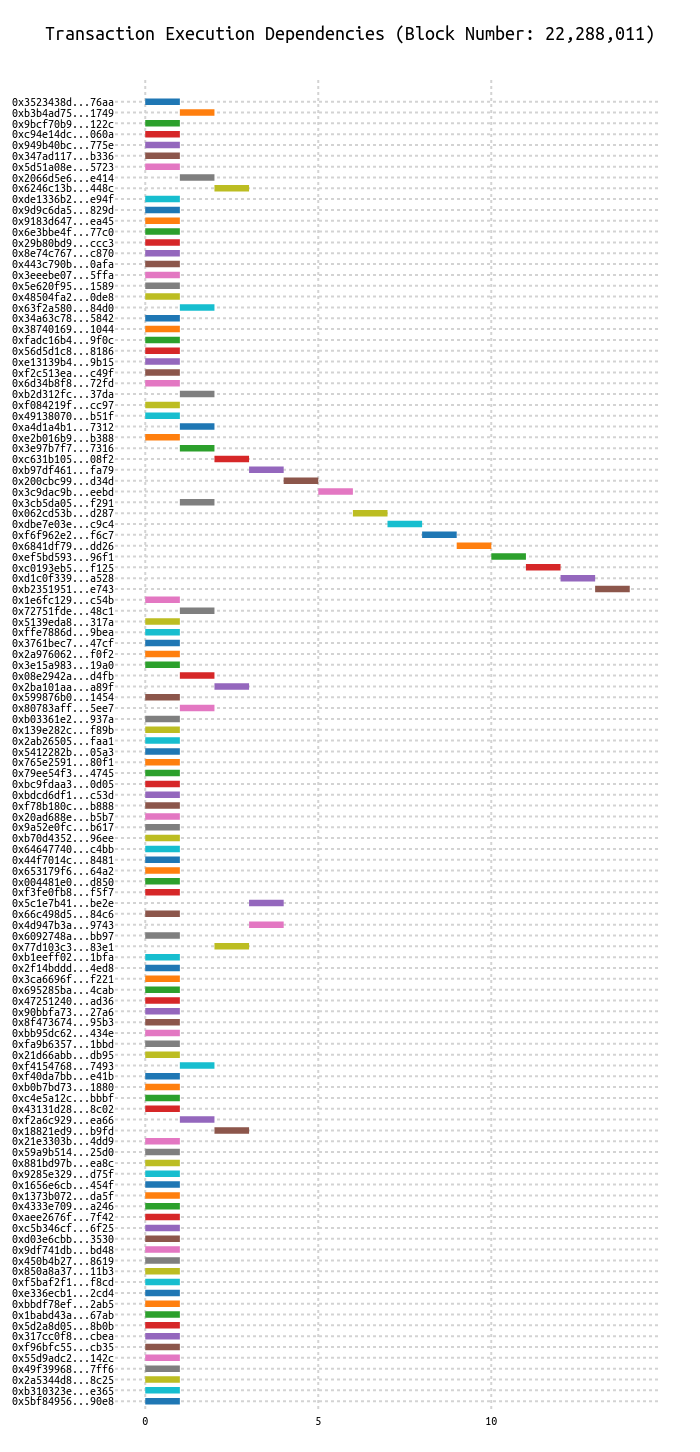 Transaction Execution Dependencies (Block Number: 22,288,011)
0x3523438d...76aa
0xb3b4ad75...1749
0x9bcf70b9...122c
0xc94e14dc...060a
0x949b40bc...775e
0x347ad117...b336
0x5d51a08e...5723
0x2066d5e6...e414
0x6246c13b...448c
0xde1336b2...e94f
0x9d9c6da5...829d
0x9183d647...ea45
0x6e3bbe4f...77c0
0x29b80bd9...ccc3
0x8e74c767...c870
0x443c790b...0afa
0x3eeebe07...5ffa
0x5e620f95...1589
0x48504fa2...0de8
0x63f2a580...84d0
0x34a63c78...5842
0x38740169...1044
0xfadc16b4...9f0c
0x56d5d1c8...8186
0xe13139b4...9b15
0xf2c513ea...c49f
0x6d34b8f8...72fd
0xb2d312fc...37da
0xf084219f...cc97
0x49138070...b51f
0xa4d1a4b1...7312
0xe2b016b9...b388
0x3e97b7f7...7316
0xc631b105...08f2
0xb97df461...fa79
0x200cbc99...d34d
0x3c9dac9b...eebd
0x3cb5da05...f291
0x062cd53b...d287
0xdbe7e03e...c9c4
0xf6f962e2...f6c7
0x6841df79...dd26
0xef5bd593...96f1
0xc0193eb5...f125
0xd1c0f339...a528
0xb2351951...e743
0x1e6fc129...c54b
0x72751fde...48c1
0x5139eda8...317a
0xffe7886d...9bea
0x3761bec7...47cf
0x2a976062...f0f2
0x3e15a983...19a0
0x08e2942a...d4fb
0x2ba101aa...a89f
0x599876b0...1454
0x80783aff...5ee7
0xb03361e2...937a
0x139e282c...f89b
0x2ab26505...faa1
0x5412282b...05a3
0x765e2591...80f1
0x79ee54f3...4745
0xbc9fdaa3...0d05
0xbdcd6df1...c53d
0xf78b180c...b888
0x20ad688e...b5b7
0x9a52e0fc...b617
0xb70d4352...96ee
0x64647740...c4bb
0x44f7014c...8481
0x653179f6...64a2
0x004481e0...d850
0xf3fe0fb8...f5f7
0x5c1e7b41...be2e
0x66c498d5...84c6
0x4d947b3a...9743
0x6092748a...bb97
0x77d103c3...83e1
0xb1eeff02...1bfa
0x2f14bddd...4ed8
0x3ca6696f...f221
0x695285ba...4cab
0x47251240...ad36
0x90bbfa73...27a6
0x8f473674...95b3
0xbb95dc62...434e
0xfa9b6357...1bbd
0x21d66abb...db95
0xf4154768...7493
0xf40da7bb...e41b
0xb0b7bd73...1880
0xc4e5a12c...bbbf
0x43131d28...8c02
0xf2a6c929...ea66
0x18821ed9...b9fd
0x21e3303b...4dd9
0x59a9b514...25d0
0x881bd97b...ea8c
0x9285e329...d75f
0x1656e6cb...454f
0x1373b072...da5f
0x4333e709...a246
0xaee2676f...7f42
0xc5b346cf...6f25
0xd03e6cbb...3530
0x9df741db...bd48
0x450b4b27...8619
0x850a8a37...11b3
0xf5baf2f1...f8cd
0xe336ecb1...2cd4
0xbbdf78ef...2ab5
0x1babd43a...67ab
0x5d2a8d05...8b0b
0x317cc0f8...cbea
0xf96bfc55...cb35
0x55d9adc2...142c
0x49f39968...7ff6
0x2a5344d8...8c25
0xb310323e...e365
0x5bf84956...90e8
0 5 10